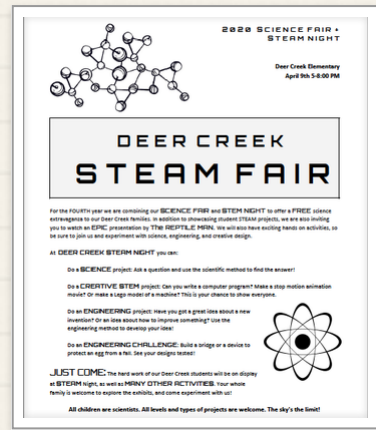 2020 SCIENCE FAIR +
STEAM NIGHT
Deer Creek Elementary
April 9th 5-8:00 PM
DEER CREEK
STEAM FAIR
For the FOURTH year we are combining our SCIENCE FAIR and STEM NIGHT to offer a FREE science
extravaganza to our Deer Creek families. In addition to showcasing student STEAM projects, we are also inviting
you to watch an EPIC presentation by The REPTILE MAN. We will also have exciting hands on activities, so
be sure to join us and experiment with science, engineering, and creative design.
At DEER CREEK STEAM NIGHT you can:
Do a SCIENCE project: Ask a question and use the scientific method to find the answer!
Do a CREATIVE STEM project: Can you write a computer program? Make a stop motion animation
movie? Or make a Lego model of a machine? This is your chance to show everyone.
Do an ENGINEERING project: Have you got a great idea about a new
invention? Or an idea about how to improve something? Use the
engineering method to develop your idea!
Do an ENGINEERING CHALLENGE: Build a bridge or a device to
protect an egg from a fall. See your designs tested!
JUST COME: The hard work of our Deer Creek students will be on display
at STEAM Night, as well as MANY OTHER ACTIVITIES. Your whole
family is welcome to explore the exhibits, and come experiment with us!
All children are scientists. All levels and types of projects are welcome. The sky's the limit!